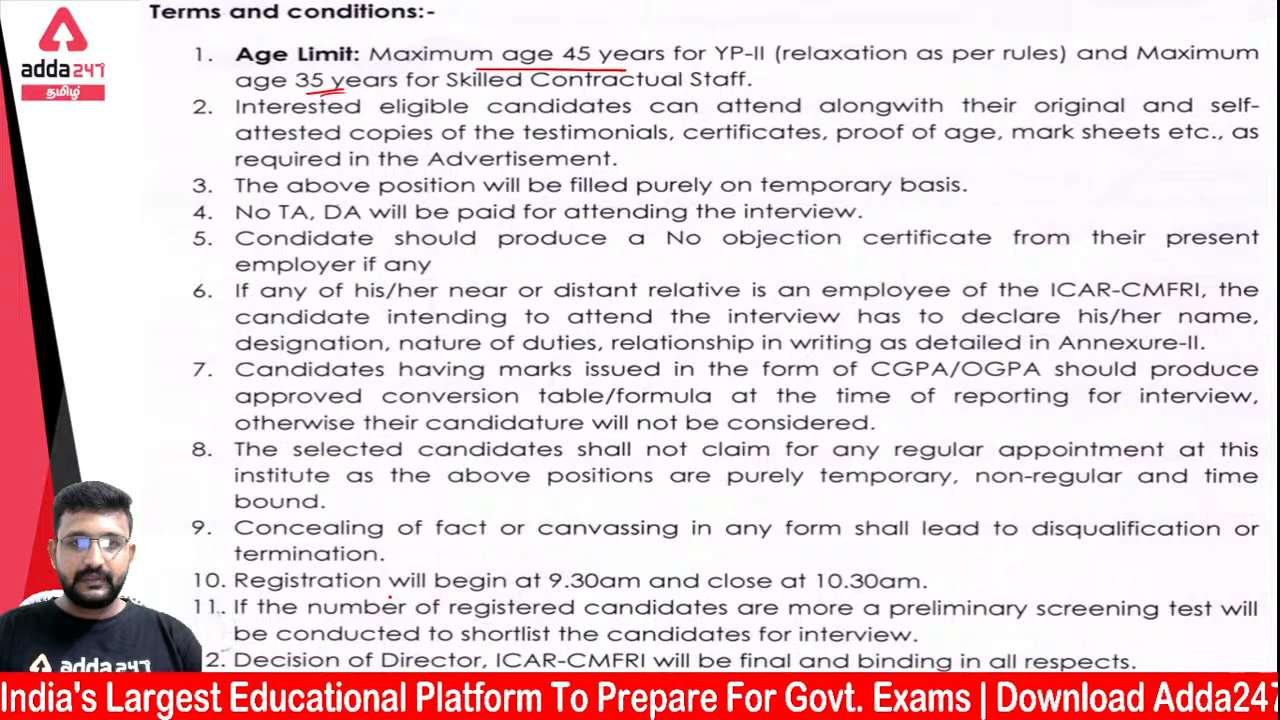 Terms and conditions:-
adda247
தமிழ்
1. Age Limit: Maximum age 45 years for YP-II (relaxation as per rules) and Maximum
age 35 years for Skilled Contractual Staff.
2. Interested eligible candidates can attend alongwith their original and self-
attested copies of the testimonials, certificates, proof of age, mark sheets etc., as
required in the Advertisement.
3. The above position will be filled purely on temporary basis.
4. No TA, DA will be paid for attending the interview.
5. Condidate should produce a No objection certificate from their present
employer if any
6. If any of his/her near or distant relative is an employee of the ICAR-CMFRI, the
candidate intending to attend the interview has to declare his/her name,
designation, nature of duties, relationship in writing as detailed in Annexure-II.
7. Candidates having marks issued in the form of CGPA/OGPA should produce
approved conversion table/formula at the time of reporting for interview,
otherwise their candidature will not be considered.
8. The selected candidates shall not claim for any regular appointment at this
institute as the above positions are purely temporary, non-regular and time
bound.
9. Concealing of fact or canvassing in any form shall lead to disqualification or
termination.
10. Registration will begin at 9.30am and close at 10.30am.
11. If the number of registered candidates are more a preliminary screening test will
be conducted to shortlist the candidates for interview.
2. Decision of Director, ICAR-CMFRI will be final and binding in all respects.
adda247
India's Largest Educational Platform To Prepare For Govt. Exams | Download Adda247